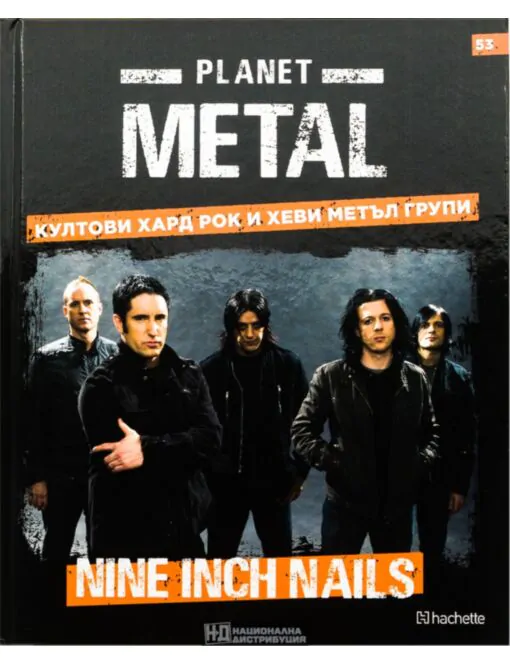 53
PLANET
METAL
КУЛТОВИ ХАРД РОК И ХЕВИ МЕТЪЛ ГРУПИ
NINE INCH NAILS
hachette
НД НАЦИОНАЛНА
ДИСТРИБУЦИЯ